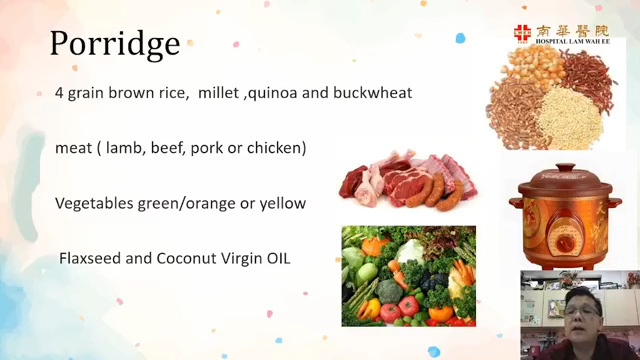 Porridge
南華醫院
HOSPITAL LAM WAH EE
4 grain brown rice, millet ,quinoa and buckwheat
meat ( lamb, beef, pork or chicken)
Vegetables green/orange or yellow
Flaxseed and Coconut Virgin OIL